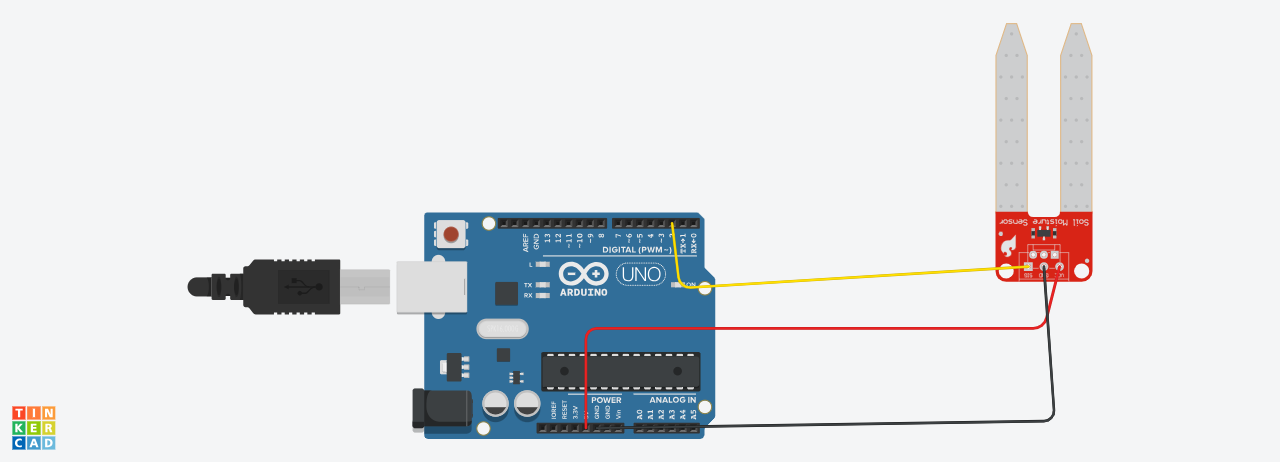 Soil Moisture Sensor
SIG
GND
AREF
GND
13
12
~11
~10
~9
8
7
~6
~5
4
~3
2
TX→1
RX←0
DIGITAL (PWM~)
L
TX
RX
UNO
ON
ARDUINO
POWER
ANALOG IN
IOREF
RESET
3.3V
GND
GND
Vin
A0
A1
A2
A3
A4
A5
TIN
KER
CAD